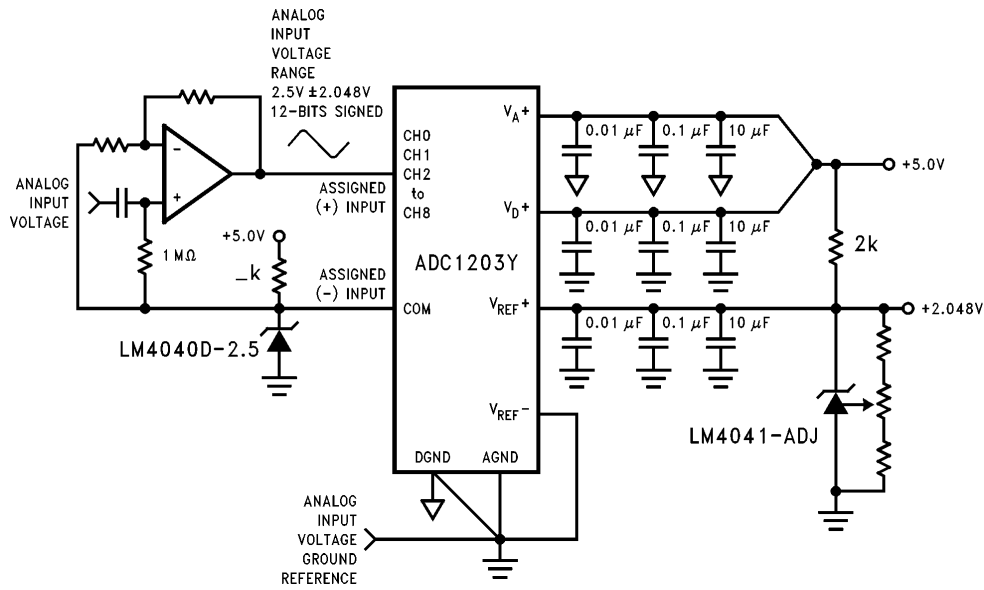 ANALOG
INPUT
VOLTAGE
RANGE
2.5V ±2.048V
12-BITS SIGNED
-
+
ANALOG
INPUT
VOLTAGE
1 MΩ
+5.0V
_k
LM4040D-2.5
ASSIGNED
(+) INPUT
ASSIGNED
(-) INPUT
CH0
CH1
CH2
to
CH8
COM
ADC1203Y
VA+
VD+
VREF+
VREF-
DGND
AGND
0.01 μF
0.1 μF
10 μF
0.01 μF
0.1 μF
10 μF
0.01 μF
0.1 μF
10 μF
+5.0V
2k
+2.048V
LM4041-ADJ
ANALOG
INPUT
VOLTAGE
GROUND
REFERENCE